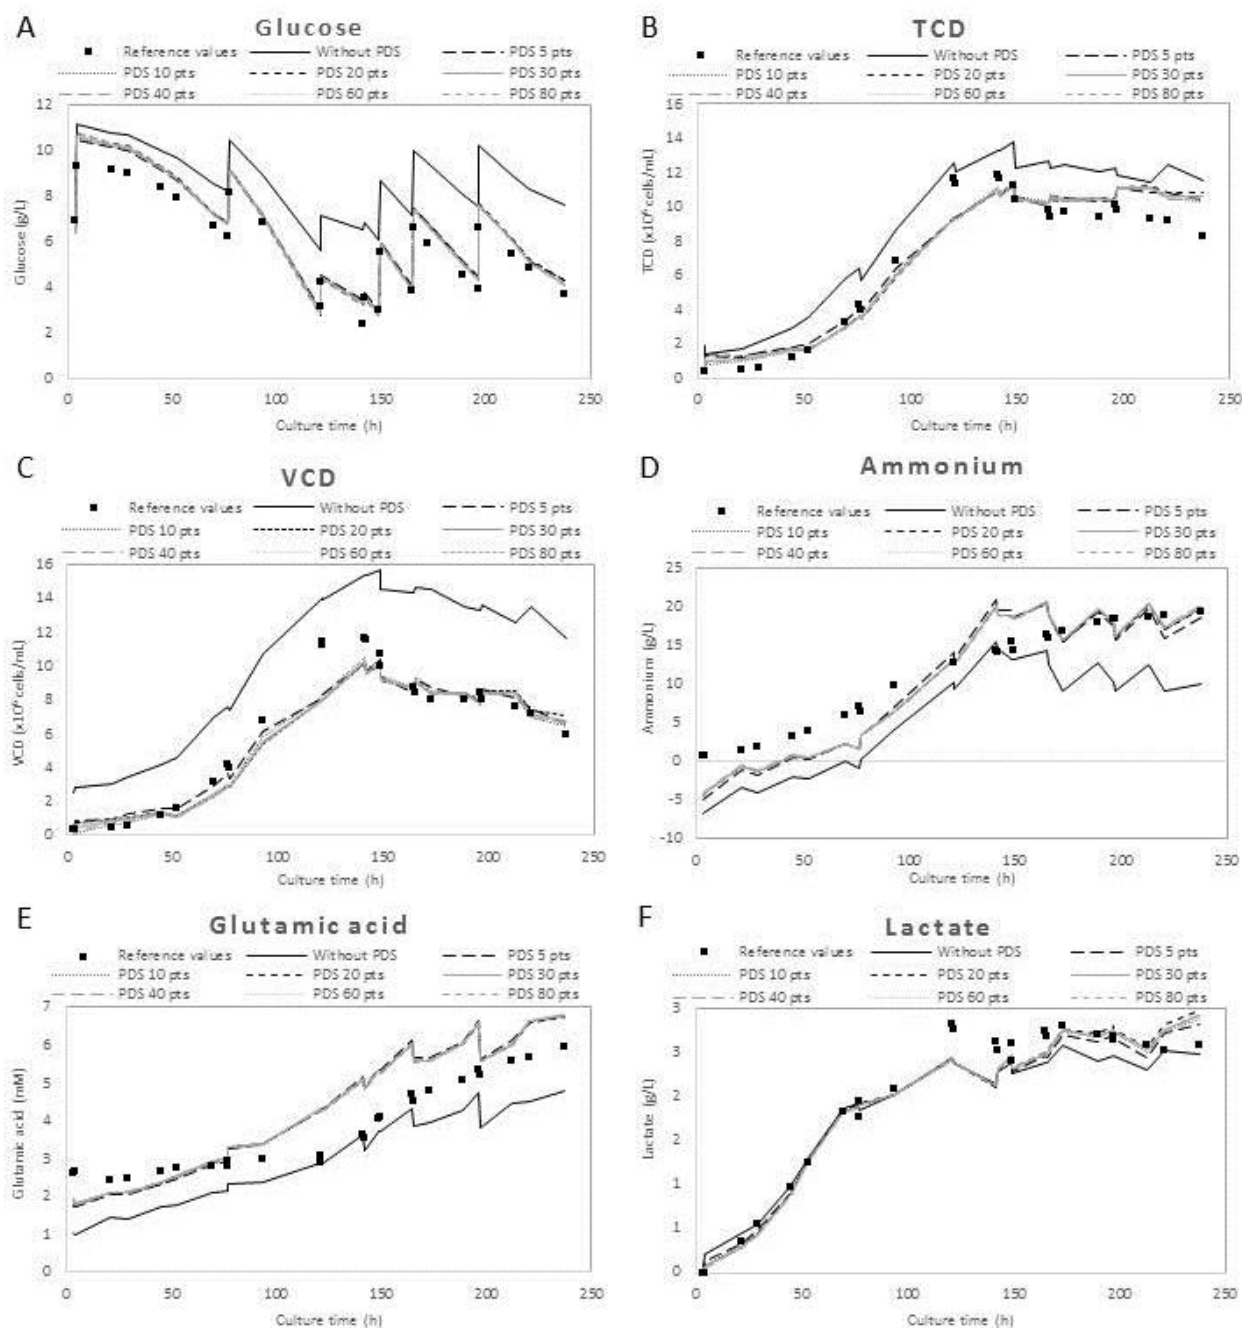 A
Glucose
Reference values Without PDS PDS 5 pts
PDS 10 pts PDS 20 pts PDS 30 pts
PDS 40 pts PDS 60 pts PDS 80 pts
12
10
8
6
4
2
0
Glucose (g/L)
0 50 100 150 200 250
Culture time (h)
B
TCD
Reference values Without PDS PDS 5 pts
PDS 10 pts PDS 20 pts PDS 30 pts
PDS 40 pts PDS 60 pts PDS 80 pts
16
14
12
10
8
6
4
2
0
TCD (x10⁶ cells/mL)
0 50 100 150 200 250
Culture time (h)
C
VCD
Reference values Without PDS PDS 5 pts
PDS 10 pts PDS 20 pts PDS 30 pts
PDS 40 pts PDS 60 pts PDS 80 pts
16
14
12
10
8
6
4
2
0
VCD (x10⁶ cells/mL)
0 50 100 150 200 250
Culture time (h)
D
Ammonium
Reference values Without PDS PDS 5 pts
PDS 10 pts PDS 20 pts PDS 30 pts
PDS 40 pts PDS 60 pts PDS 80 pts
25
20
15
10
5
0
-5
-10
Ammonium (g/L)
0 50 100 150 200 250
Culture time (h)
E
Glutamic acid
Reference values Without PDS PDS 5 pts
PDS 10 pts PDS 20 pts PDS 30 pts
PDS 40 pts PDS 60 pts PDS 80 pts
7
6
5
4
3
2
1
0
Glutamic acid (mM)
0 50 100 150 200 250
Culture time (h)
F
Lactate
Reference values Without PDS PDS 5 pts
PDS 10 pts PDS 20 pts PDS 30 pts
PDS 40 pts PDS 60 pts PDS 80 pts
3
3
2
2
1
1
0
Lactate (g/L)
0 50 100 150 200 250
Culture time (h)